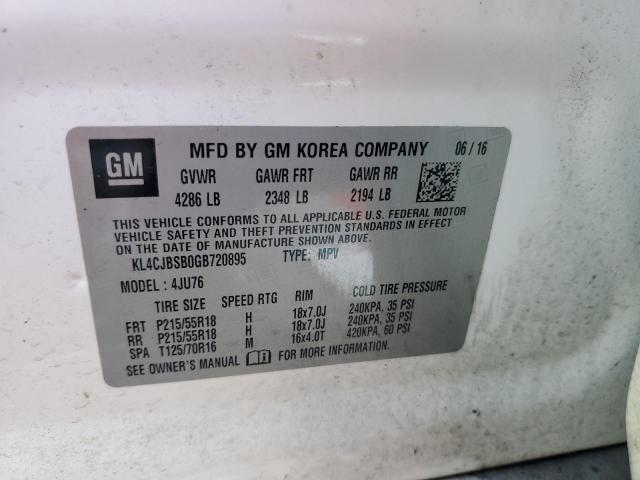 GM
MFD BY GM KOREA COMPANY 06/16
GVWR GAWR FRT GAWR RR
4286 LB 2348 LB 2194 LB
THIS VEHICLE CONFORMS TO ALL APPLICABLE U.S. FEDERAL MOTOR
VEHICLE SAFETY AND THEFT PREVENTION STANDARDS IN EFFECT
ON THE DATE OF MANUFACTURE SHOWN ABOVE.
KL4CJBSB0GB720895 TYPE: MPV
MODEL : 4JU76
TIRE SIZE SPEED RTG RIM COLD TIRE PRESSURE
FRT P215/55R18 H 18x7.0J 240KPA, 35 PSI
RR P215/55R18 H 18x7.0J 240KPA, 35 PSI
SPA T125/70R16 M 16x4.0T 420KPA, 60 PSI
SEE OWNER'S MANUAL FOR MORE INFORMATION.